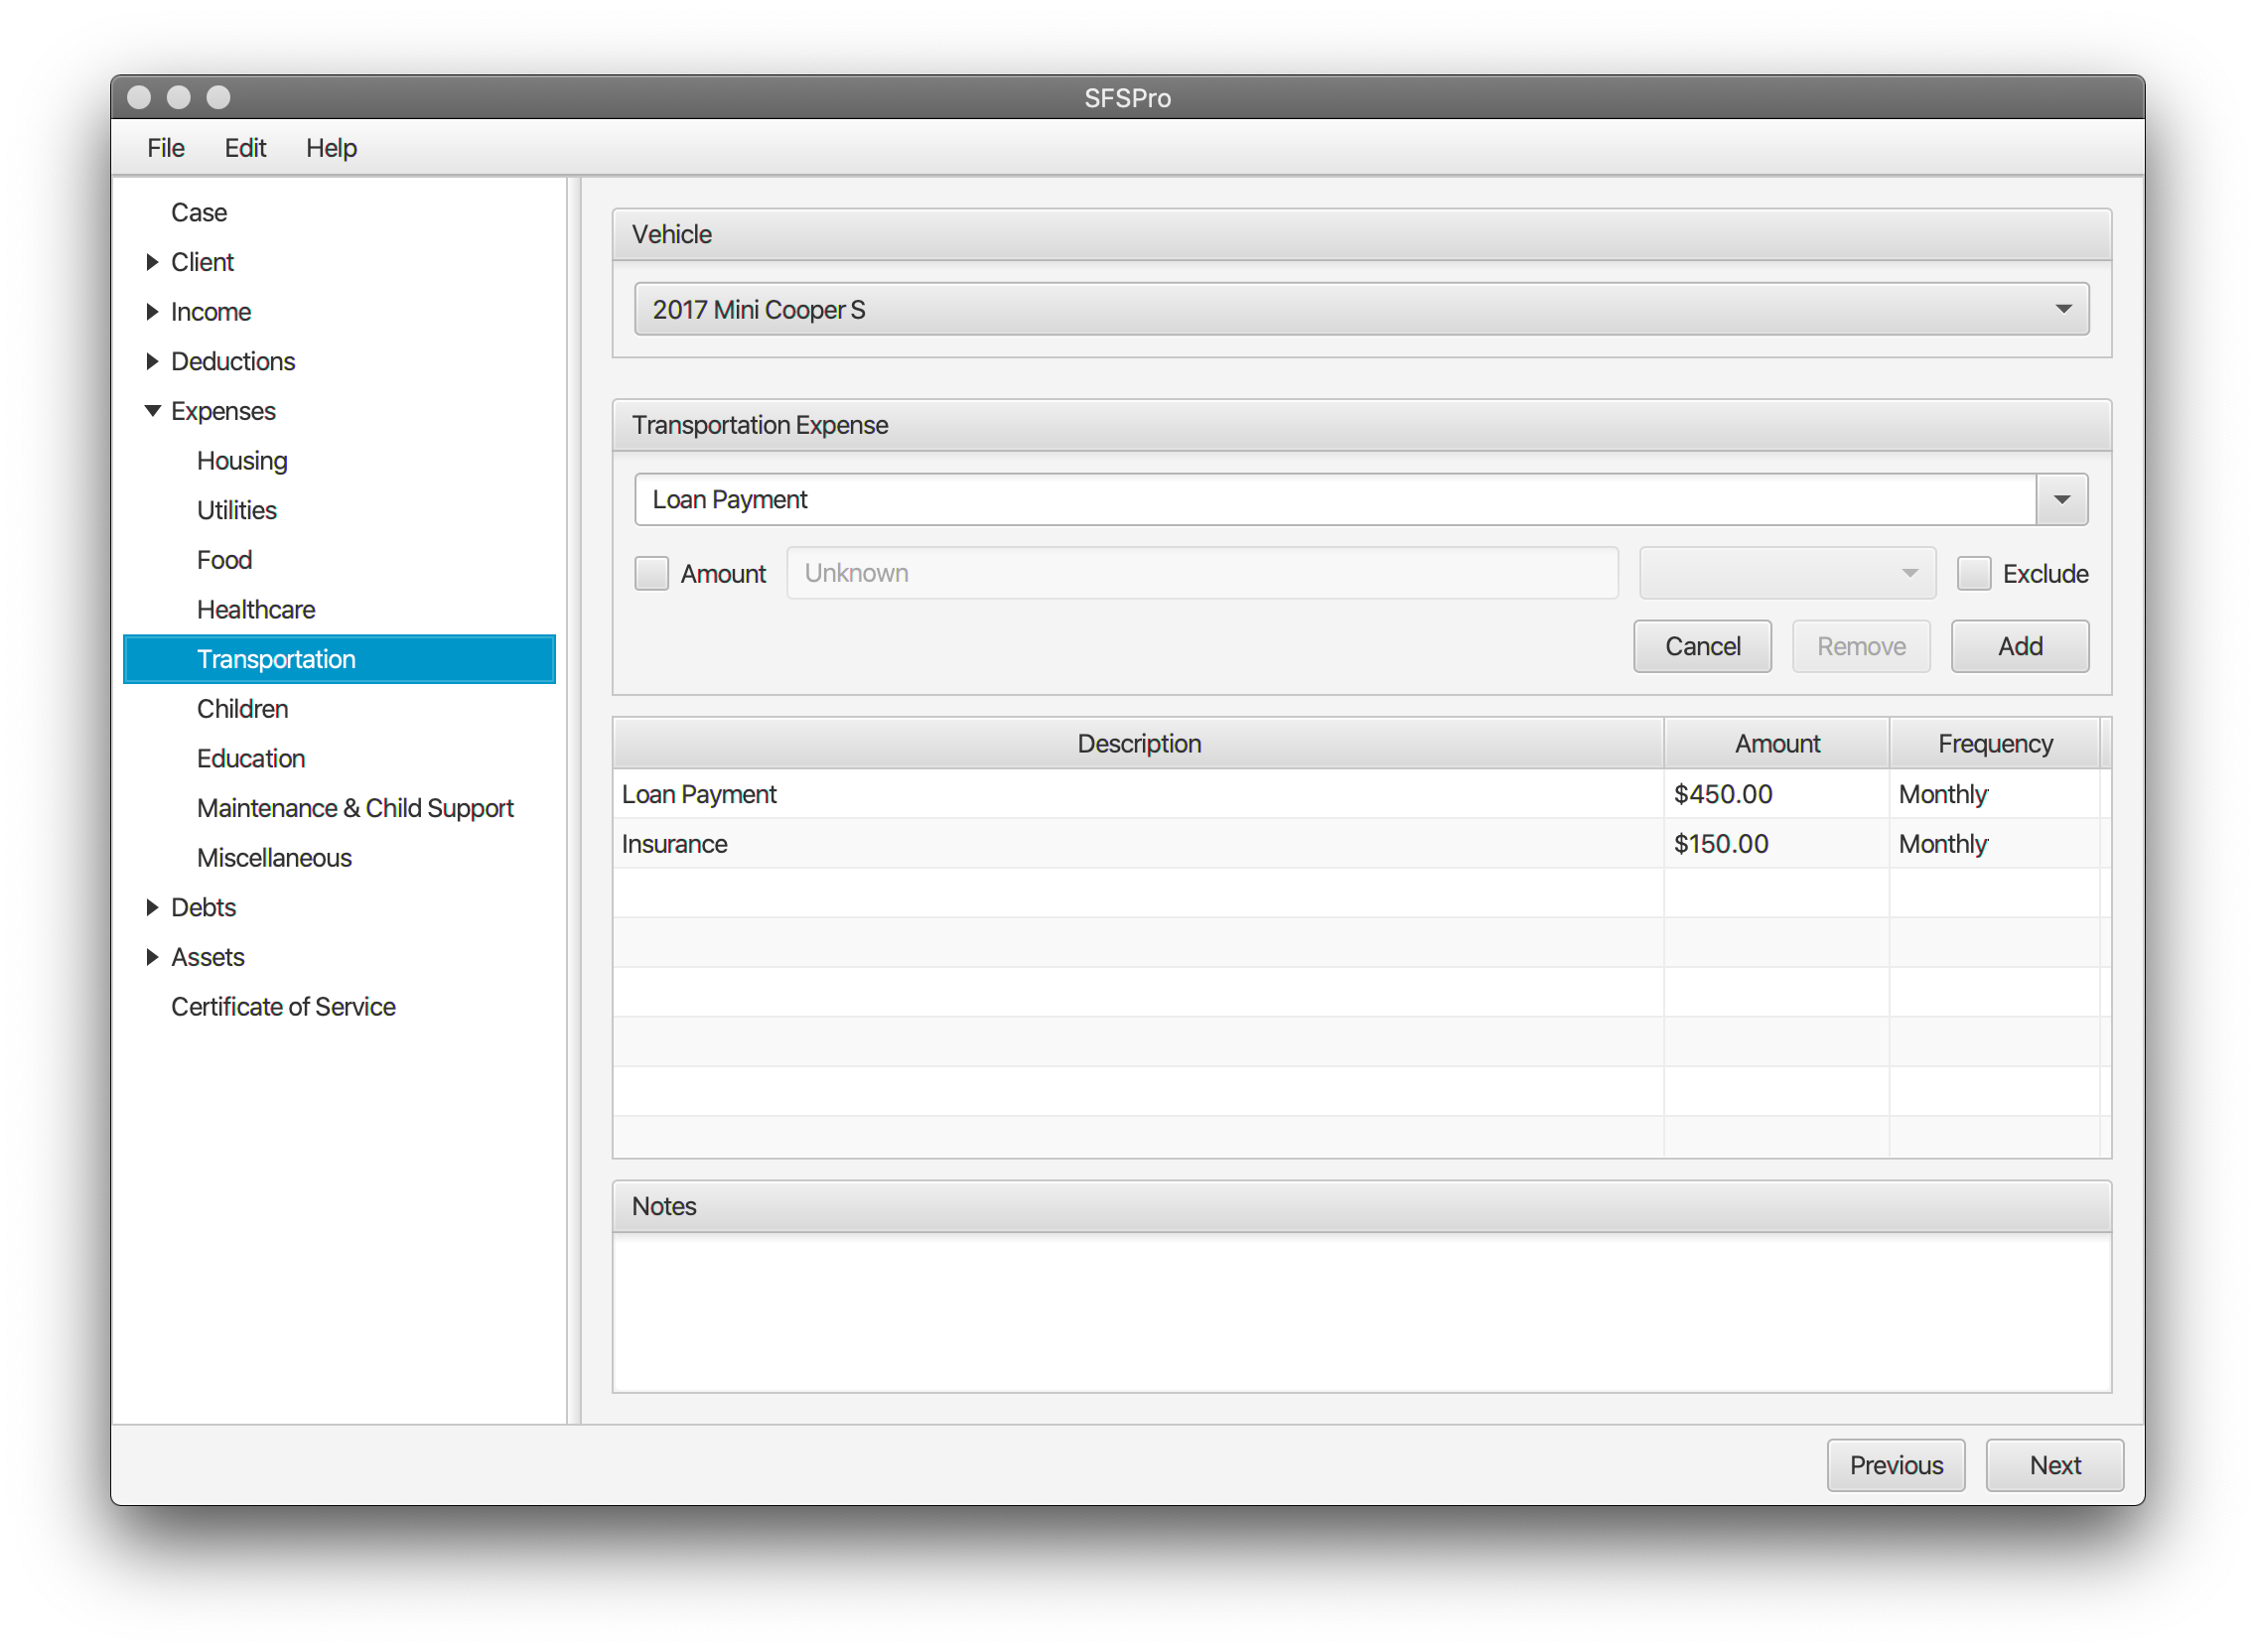 SFSPro
File Edit Help
Case
Client
Income
Deductions
Expenses
Housing
Utilities
Food
Healthcare
Transportation
Children
Education
Maintenance & Child Support
Miscellaneous
Debts
Assets
Certificate of Service
Vehicle
2017 Mini Cooper S
Transportation Expense
Loan Payment
Amount Unknown Exclude
Cancel Remove Add
Description Amount Frequency
Loan Payment $450.00 Monthly
Insurance $150.00 Monthly
Notes
Previous Next